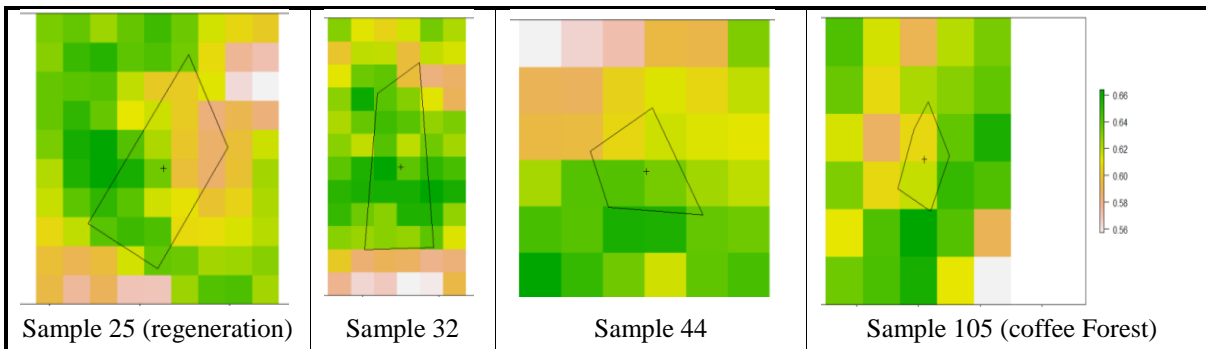 0.66
0.64
0.62
0.60
0.58
0.56
Sample 25 (regeneration)
Sample 32
Sample 44
Sample 105 (coffee Forest)